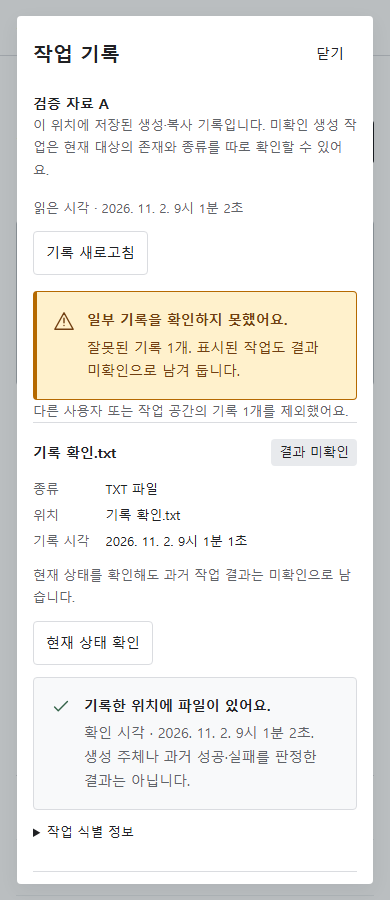 작업 기록
닫기
검증 자료 A
이 위치에 저장된 생성·복사 기록입니다. 미확인 생성 작
업은 현재 대상의 존재와 종류를 따로 확인할 수 있어
요.
읽은 시각 · 2026. 11. 2. 9시 1분 2초
기록 새로고침
일부 기록을 확인하지 못했어요.
잘못된 기록 1개. 표시된 작업도 결과
미확인으로 남겨 둡니다.
다른 사용자 또는 작업 공간의 기록 1개를 제외했어요.
기록 확인.txt
결과 미확인
종류 TXT 파일
위치 기록 확인.txt
기록 시각 2026. 11. 2. 9시 1분 1초
현재 상태를 확인해도 과거 작업 결과는 미확인으로 남
습니다.
현재 상태 확인
기록한 위치에 파일이 있어요.
확인 시각 · 2026. 11. 2. 9시 1분 2초.
생성 주체나 과거 성공·실패를 판정한
결과는 아닙니다.
▶ 작업 식별 정보